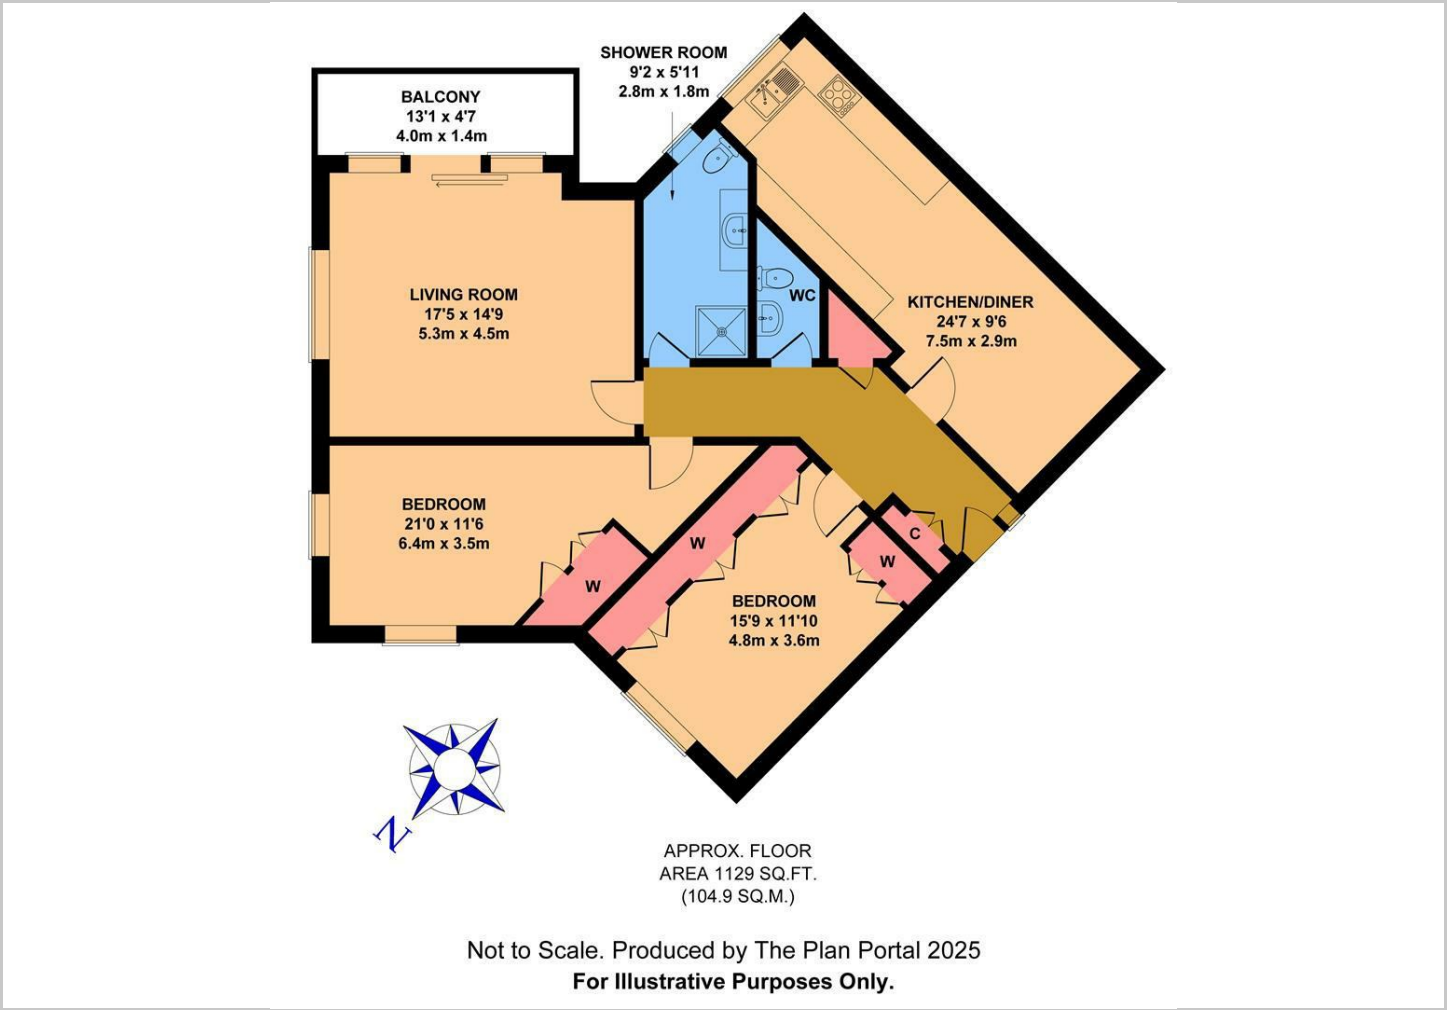 SHOWER ROOM
9'2 x 5'11
2.8m x 1.8m
BALCONY
13'1 x 4'7
4.0m x 1.4m
LIVING ROOM
17'5 x 14'9
5.3m x 4.5m
WC
KITCHEN/DINER
24'7 x 9'6
7.5m x 2.9m
BEDROOM
21'0 x 11'6
6.4m x 3.5m
W
W
C
W
BEDROOM
15'9 x 11'10
4.8m x 3.6m
N
APPROX. FLOOR
AREA 1129 SQ.FT.
(104.9 SQ.M.)
Not to Scale. Produced by The Plan Portal 2025
For Illustrative Purposes Only.